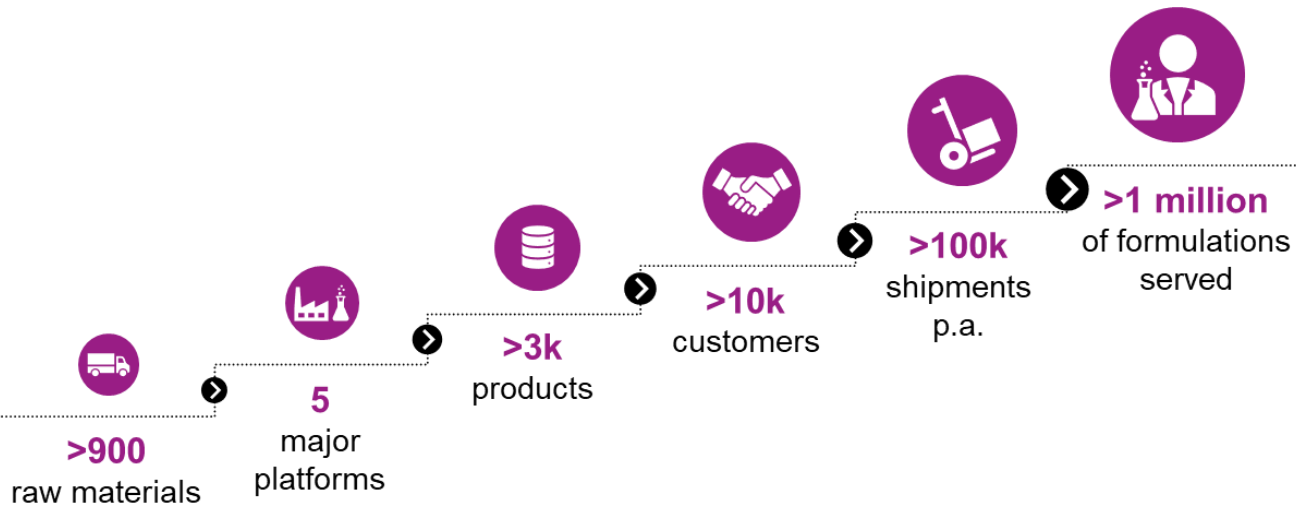 >900
raw materials
5
major
platforms
>3k
products
>10k
customers
>100k
shipments
p.a.
>1 million
of formulations
served